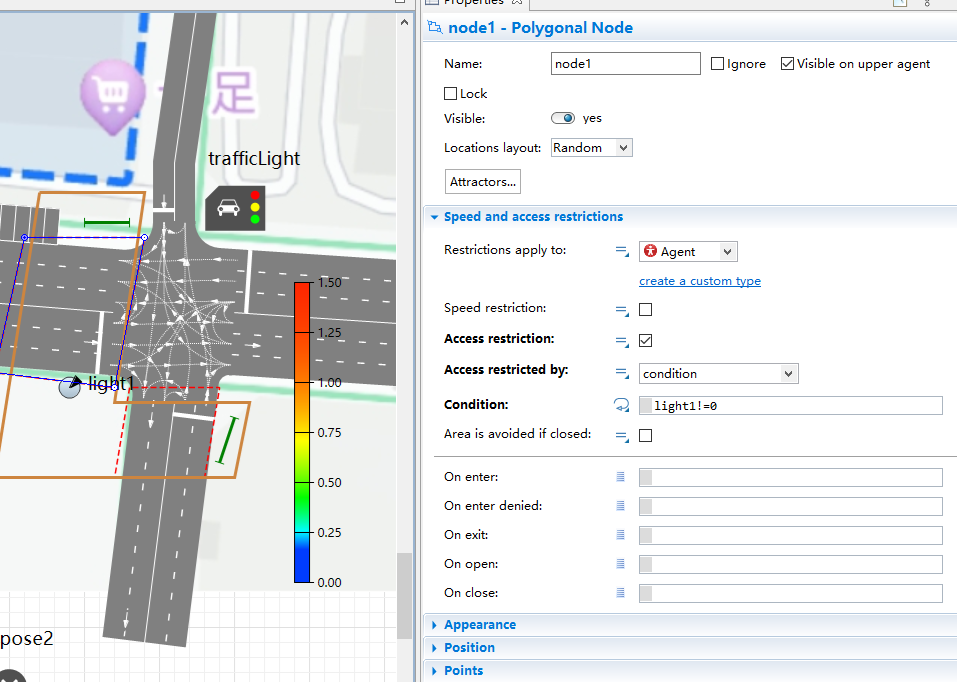 Properties
足
trafficLight
light1
1.50
1.25
1.00
0.75
0.50
0.25
0.00
pose2
node1 - Polygonal Node
Name: node1 Ignore Visible on upper agent
Lock
Visible: yes
Locations layout: Random
Attractors...
Speed and access restrictions
Restrictions apply to: Agent
create a custom type
Speed restriction:
Access restriction:
Access restricted by: condition
Condition: light1!=0
Area is avoided if closed:
On enter:
On enter denied:
On exit:
On open:
On close:
Appearance
Position
Points